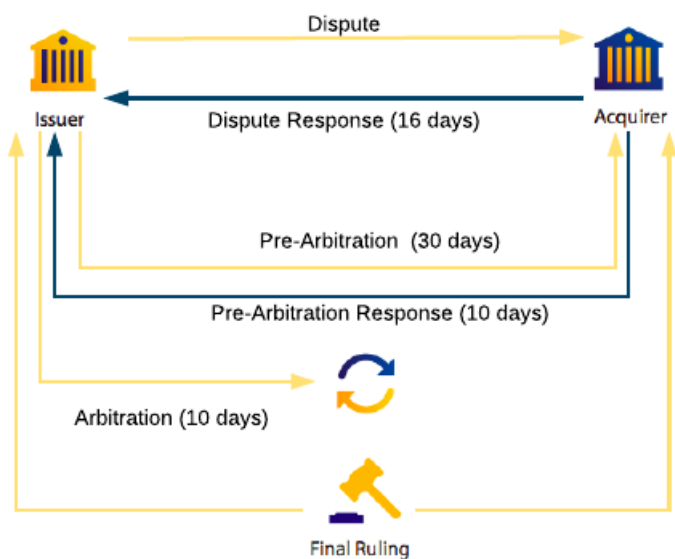 Dispute
Issuer
Acquirer
Dispute Response (16 days)
Pre-Arbitration (30 days)
Pre-Arbitration Response (10 days)
Arbitration (10 days)
Final Ruling